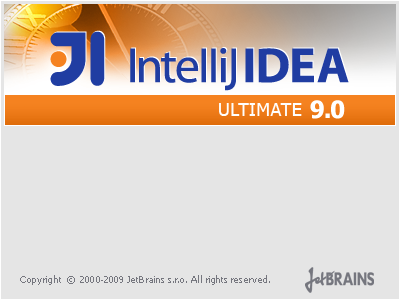 JI IntelliJ IDEA
ULTIMATE 9.0
Copyright © 2000-2009 JetBrains s.r.o. All rights reserved.
JetBRAINS